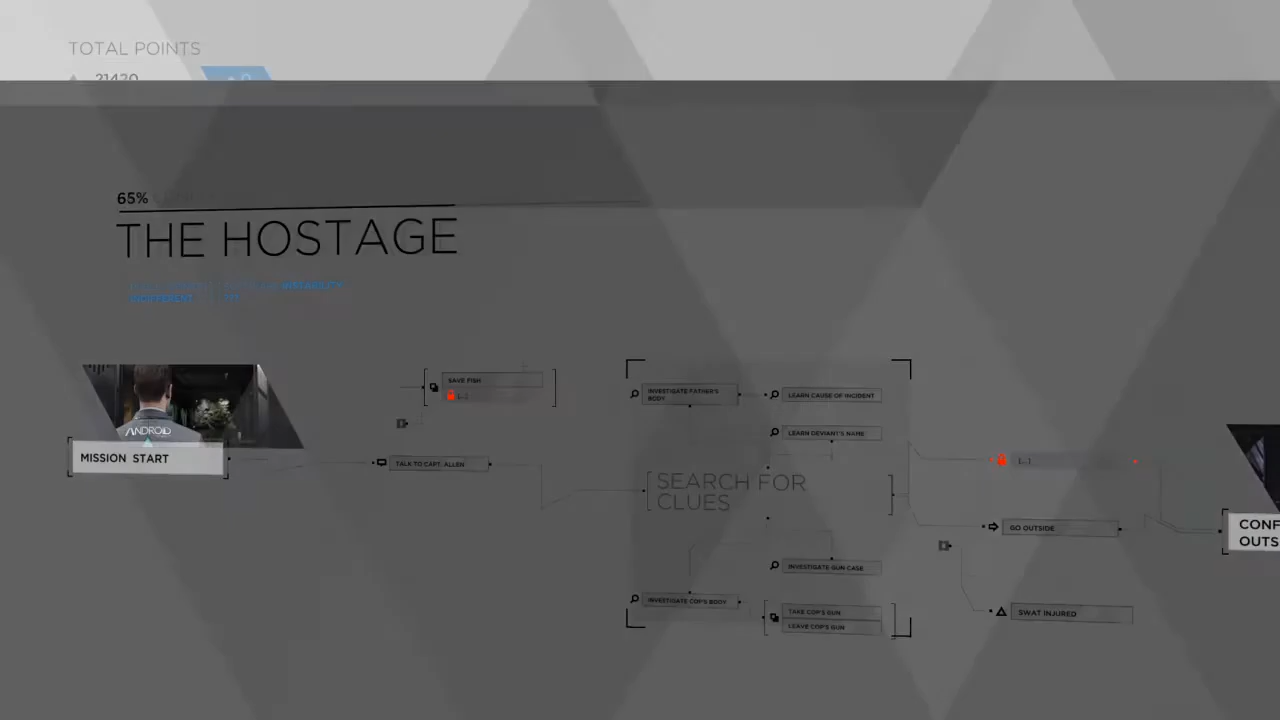 TOTAL POINTS
21420
65%
THE HOSTAGE
INSTABILITY
SAVE FISH
[...]
INVESTIGATE FATHER'S
BODY
LEARN CAUSE OF INCIDENT
LEARN DEVIANT'S NAME
ANDROID
MISSION START
TALK TO CAPT. ALLEN
SEARCH FOR
CLUES
[...]
GO OUTSIDE
CONF
OUTS
INVESTIGATE GUN CASE
INVESTIGATE COP'S BODY
TAKE COP'S GUN
LEAVE COP'S GUN
SWAT INJURED